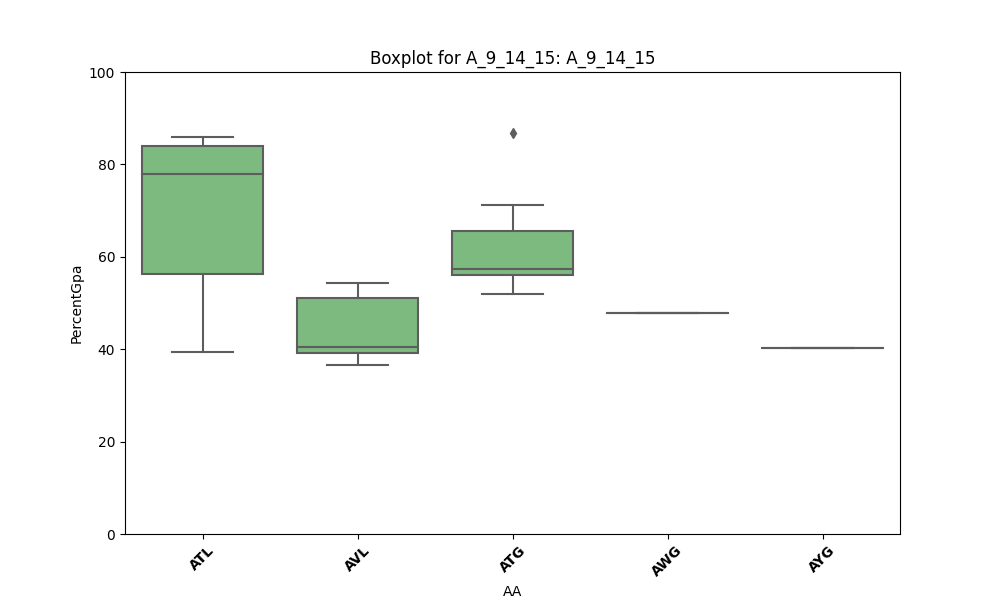 Boxplot for A_9_14_15: A_9_14_15
100
80
60
40
20
0
PercentGpa
ATL
AVL
ATG
AWG
AYG
AA